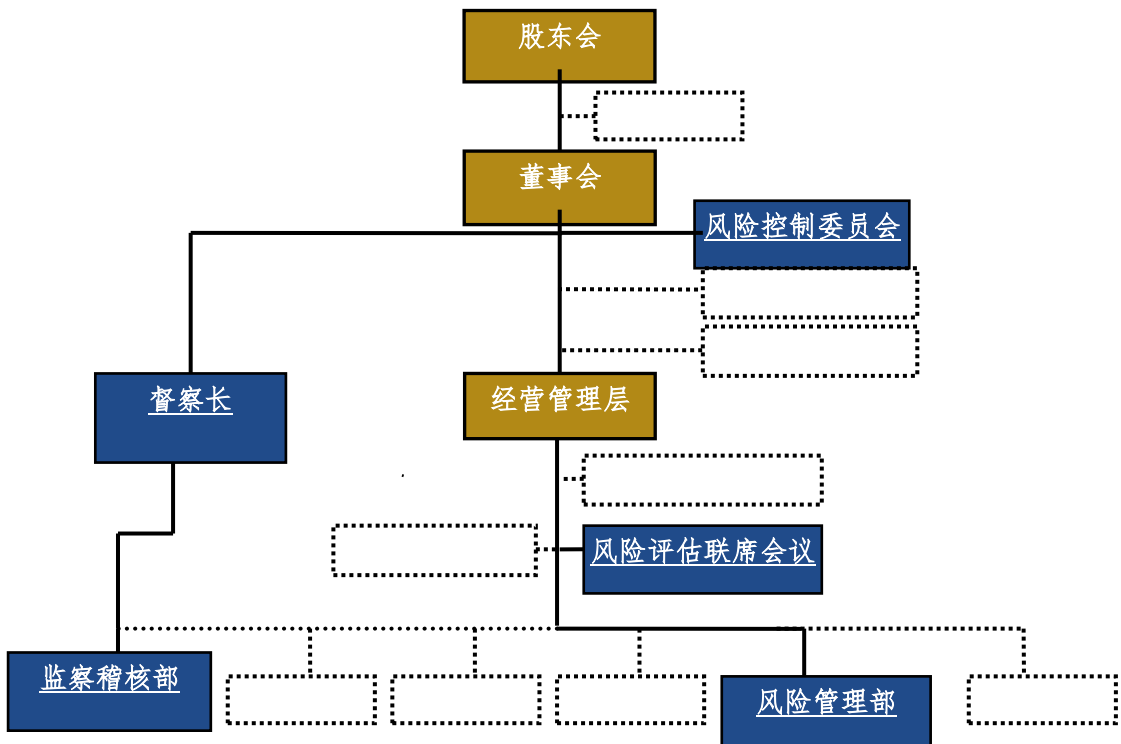 股东会
董事会
风险控制委员会
督察长
经营管理层
风险评估联席会议
监察稽核部
风险管理部